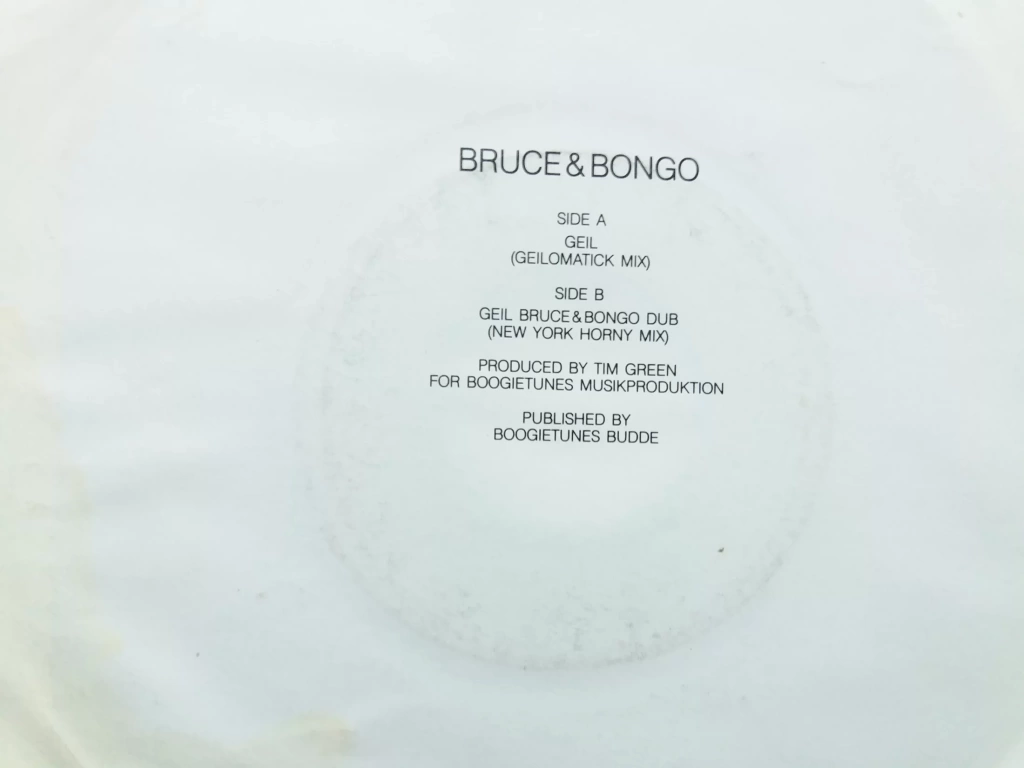 BRUCE & BONGO
SIDE A
GEIL
(GEILOMATICK MIX)
SIDE B
GEIL BRUCE & BONGO DUB
(NEW YORK HORNY MIX)
PRODUCED BY TIM GREEN
FOR BOOGIETUNES MUSIKPRODUKTION
PUBLISHED BY
BOOGIETUNES BUDDE